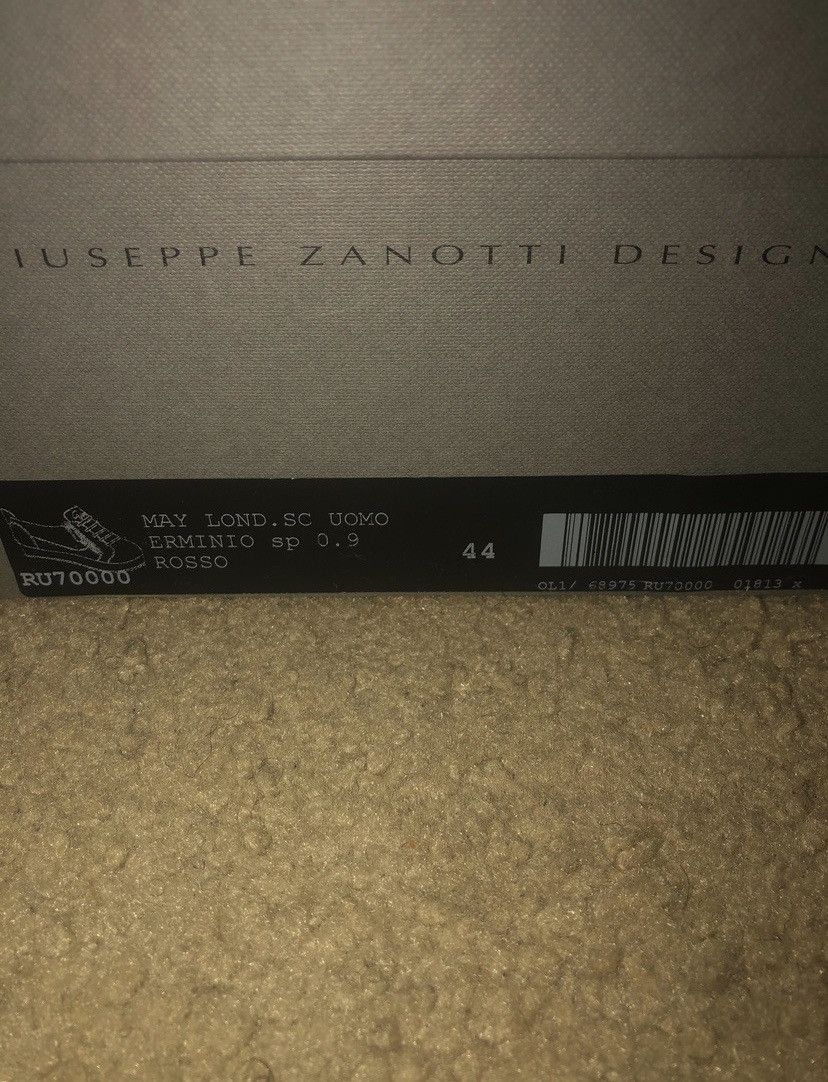 IUSEPPE ZANOTTI DESIGN
MAY LOND.SC UOMO
ERMINIO sp 0.9
ROSSO
RU70000
44
OL1/ 68975 RU70000 01813 x